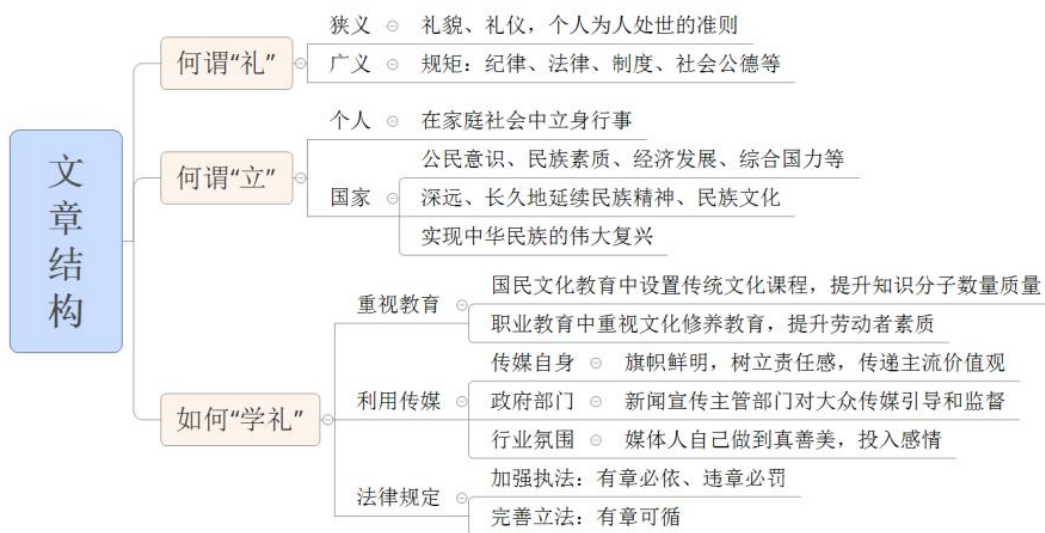 文章结构
何谓“礼”
狭义
礼貌、礼仪，个人为人处世的准则
广义
规矩：纪律、法律、制度、社会公德等
何谓“立”
个人
在家庭社会中立身行事
国家
公民意识、民族素质、经济发展、综合国力等
深远、长久地延续民族精神、民族文化
实现中华民族的伟大复兴
如何“学礼”
重视教育
国民文化教育中设置传统文化课程，提升知识分子数量质量
职业教育中重视文化修养教育，提升劳动者素质
利用传媒
传媒自身
旗帜鲜明，树立责任感，传递主流价值观
政府部门
新闻宣传主管部门对大众传媒引导和监督
行业氛围
媒体人自己做到真善美，投入感情
法律规定
加强执法：有章必依、违章必罚
完善立法：有章可循